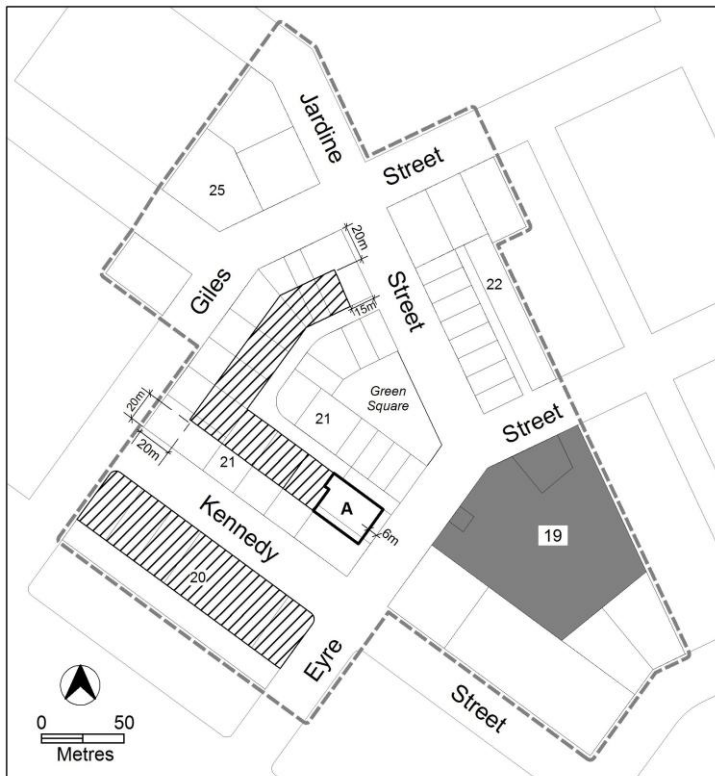 Jardine
Street
25
20m
Giles
Street
22
15m
Green
Square
20m
21
Street
20m
21
A
6m
19
Kennedy
20
Eyre
Street
0 50
Metres